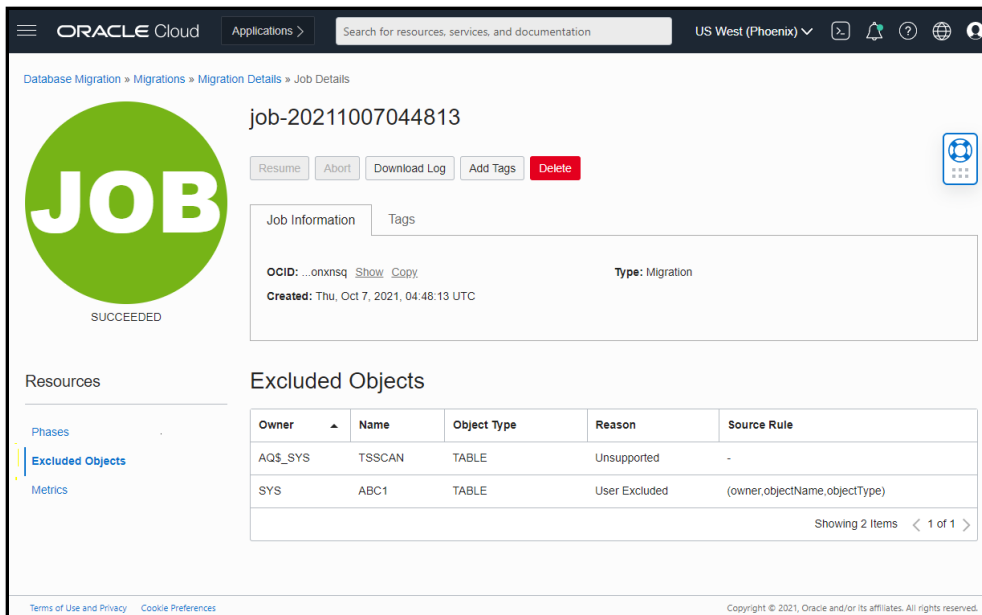 ORACLE Cloud
Applications >
Search for resources, services, and documentation
US West (Phoenix)
Database Migration » Migrations » Migration Details » Job Details
JOB
SUCCEEDED
job-20211007044813
Resume Abort Download Log Add Tags Delete
Job Information Tags
OCID: ...onxnsq Show Copy Type: Migration
Created: Thu, Oct 7, 2021, 04:48:13 UTC
Resources
Phases
Excluded Objects
Metrics
Excluded Objects
Owner Name Object Type Reason Source Rule
AQ$_SYS TSSCAN TABLE Unsupported -
SYS ABC1 TABLE User Excluded (owner,objectName,objectType)
Showing 2 Items < 1 of 1 >
Terms of Use and Privacy Cookie Preferences Copyright © 2021, Oracle and/or its affiliates. All rights reserved.